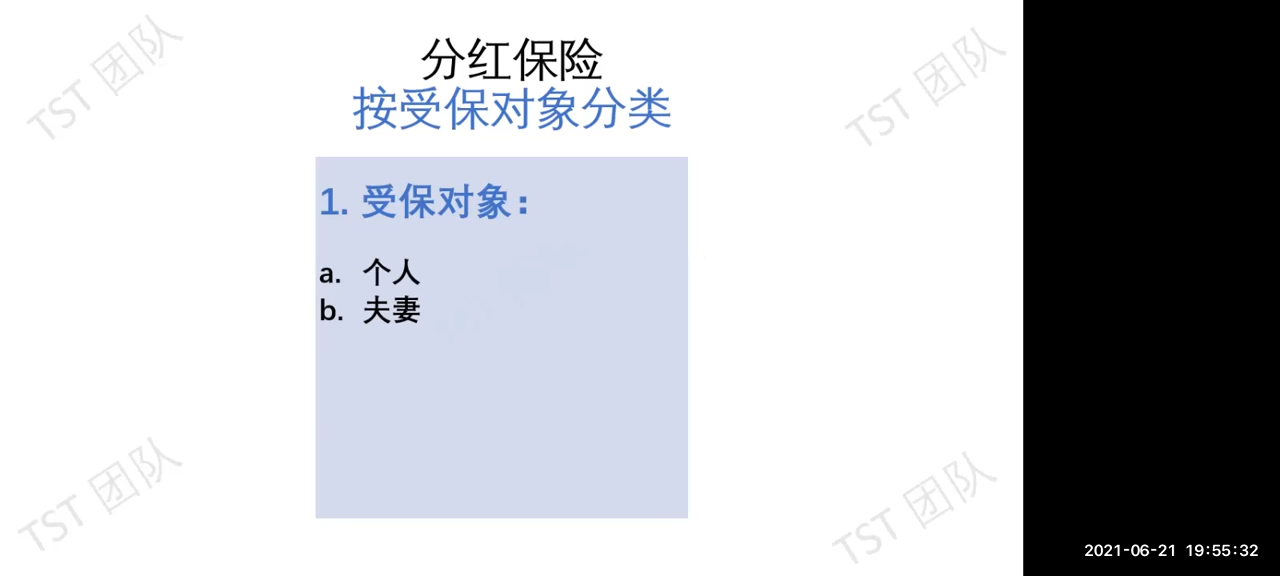 分红保险
按受保对象分类
1. 受保对象：
a. 个人
b. 夫妻
TST 团队
TST 团队
TST 团队
TST 团队
2021-06-21 19:55:32